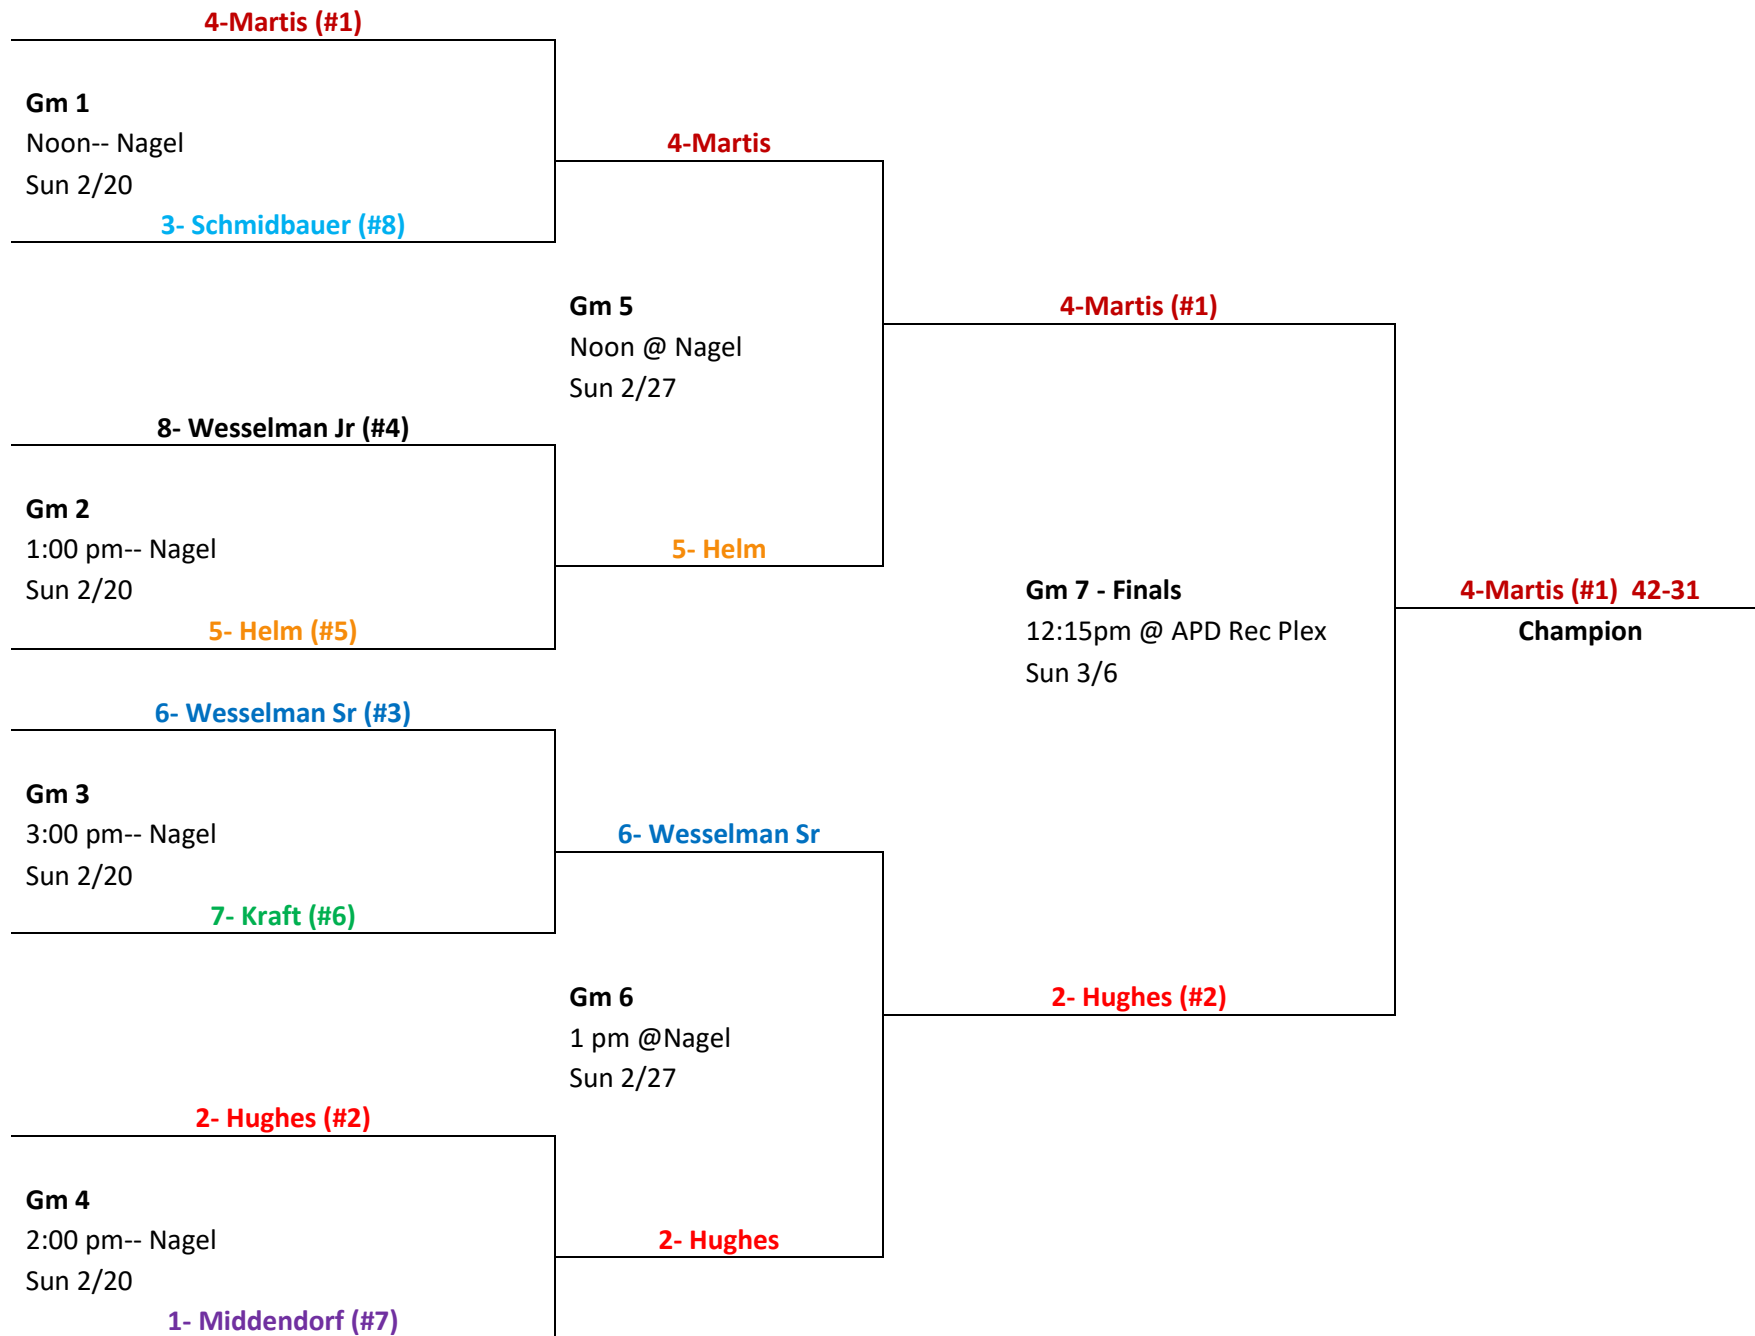 4-Martis (#1)
Gm 1
Noon-- Nagel
Sun 2/20
3- Schmidbauer (#8)
8- Wesselman Jr (#4)
Gm 2
1:00 pm-- Nagel
Sun 2/20
5- Helm (#5)
6- Wesselman Sr (#3)
Gm 3
3:00 pm-- Nagel
Sun 2/20
7- Kraft (#6)
2- Hughes (#2)
Gm 4
2:00 pm-- Nagel
Sun 2/20
1- Middendorf (#7)
4-Martis
Gm 5
Noon @ Nagel
Sun 2/27
5- Helm
6- Wesselman Sr
Gm 6
1 pm @Nagel
Sun 2/27
2- Hughes
4-Martis (#1)
Gm 7 - Finals
12:15pm @ APD Rec Plex
Sun 3/6
2- Hughes (#2)
4-Martis (#1)  42-31
Champion